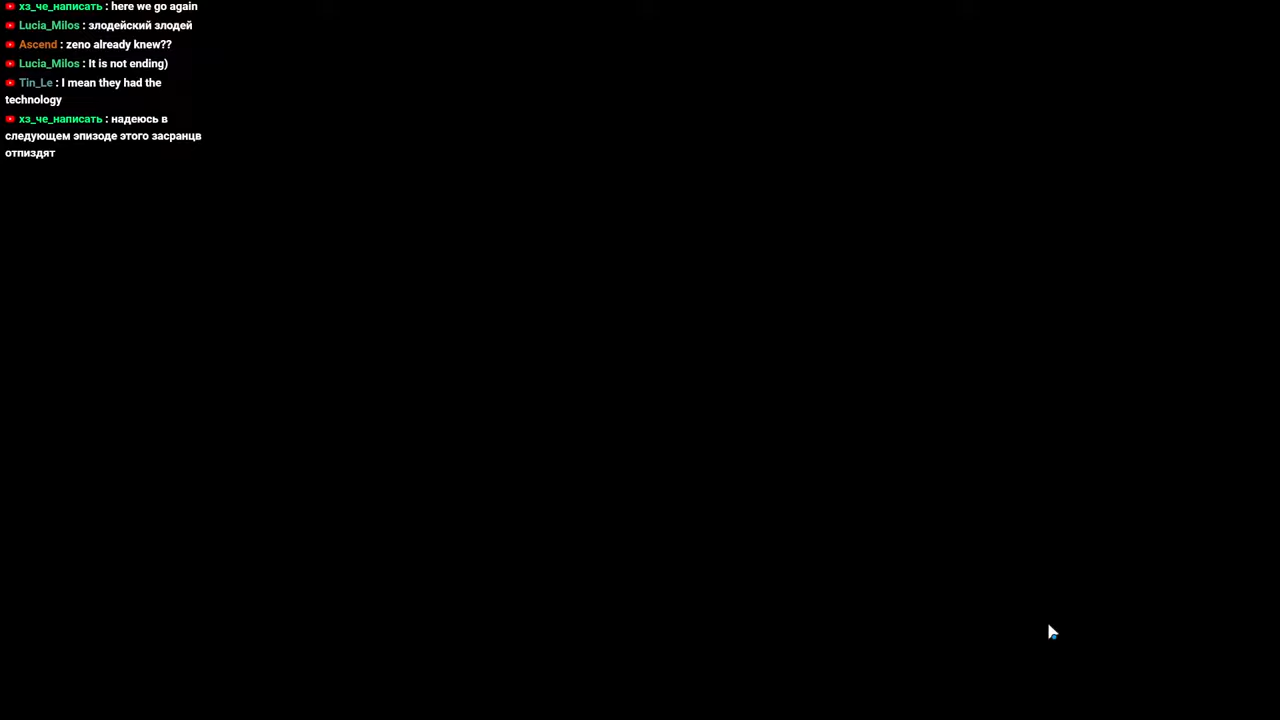 хз_че_написать : here we go again
Lucia_Milos : злодейский злодей
Ascend : zeno already knew??
Lucia_Milos : It is not ending)
Tin_Le : I mean they had the
technology
хз_че_написать : надеюсь в
следующем эпизоде этого засранцв
отпиздят